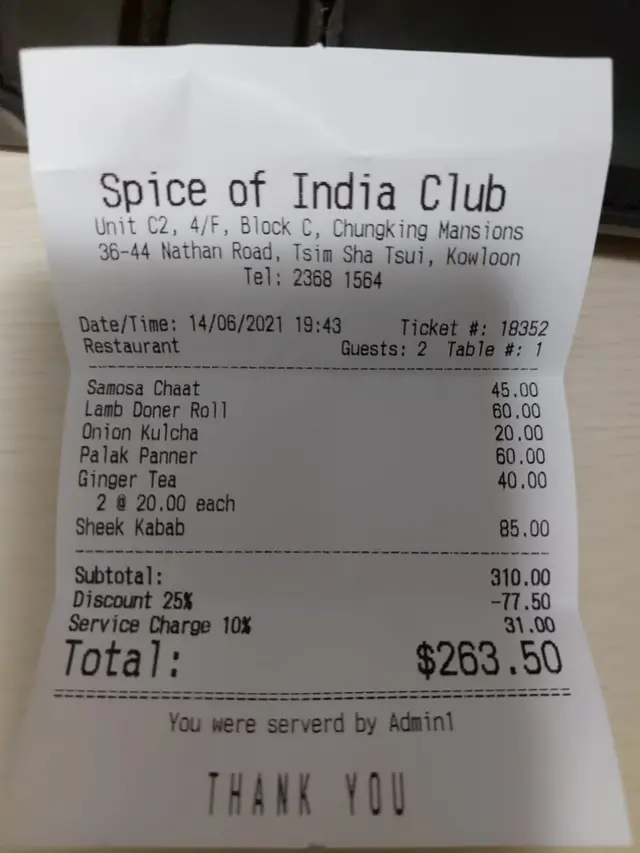 Spice of India Club
Unit C2, 4/F, Block C, Chungking Mansions
36-44 Nathan Road, Tsim Sha Tsui, Kowloon
Tel: 2368 1564
Date/Time: 14/06/2021 19:43 Ticket #: 18352
Restaurant Guests: 2 Table #: 1
Samosa Chaat 45.00
Lamb Doner Roll 60.00
Onion Kulcha 20.00
Palak Panner 60.00
Ginger Tea 40.00
2 @ 20.00 each
Sheek Kabab 85.00
Subtotal: 310.00
Discount 25% -77.50
Service Charge 10% 31.00
Total: $263.50
You were serverd by Admin1
THANK YOU